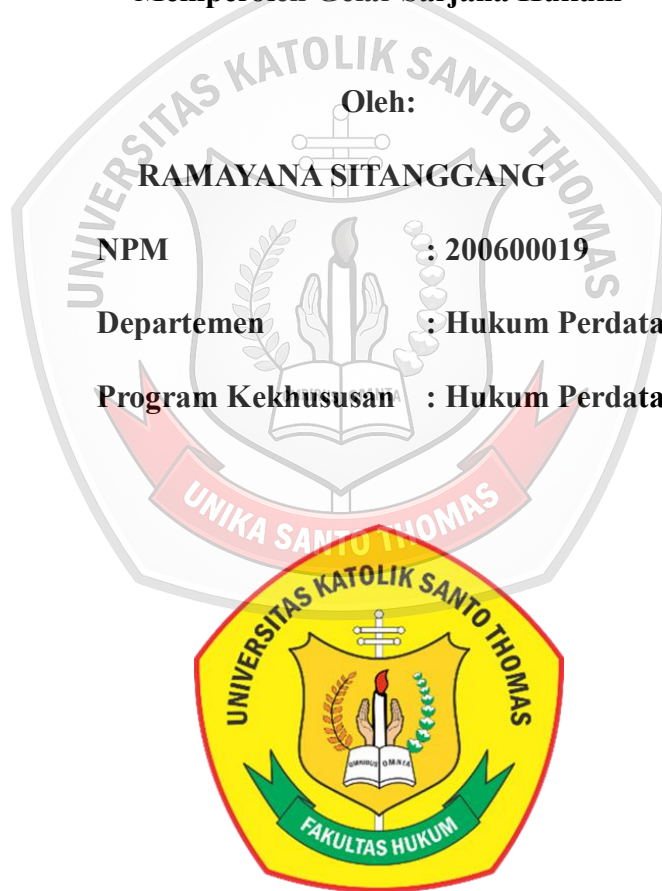 Memperoleh Gelar Sarjana Hukum
Oleh:
RAMAYANA SITANGGANG
NPM : 200600019
Departemen : Hukum Perdata
Program Kekhususan : Hukum Perdata
UNIVERSITAS KATOLIK SANTO THOMAS
UNIKA SANTO THOMAS
UNIVERSITAS KATOLIK SANTO THOMAS
OMNIBUS OMNIA
FAKULTAS HUKUM